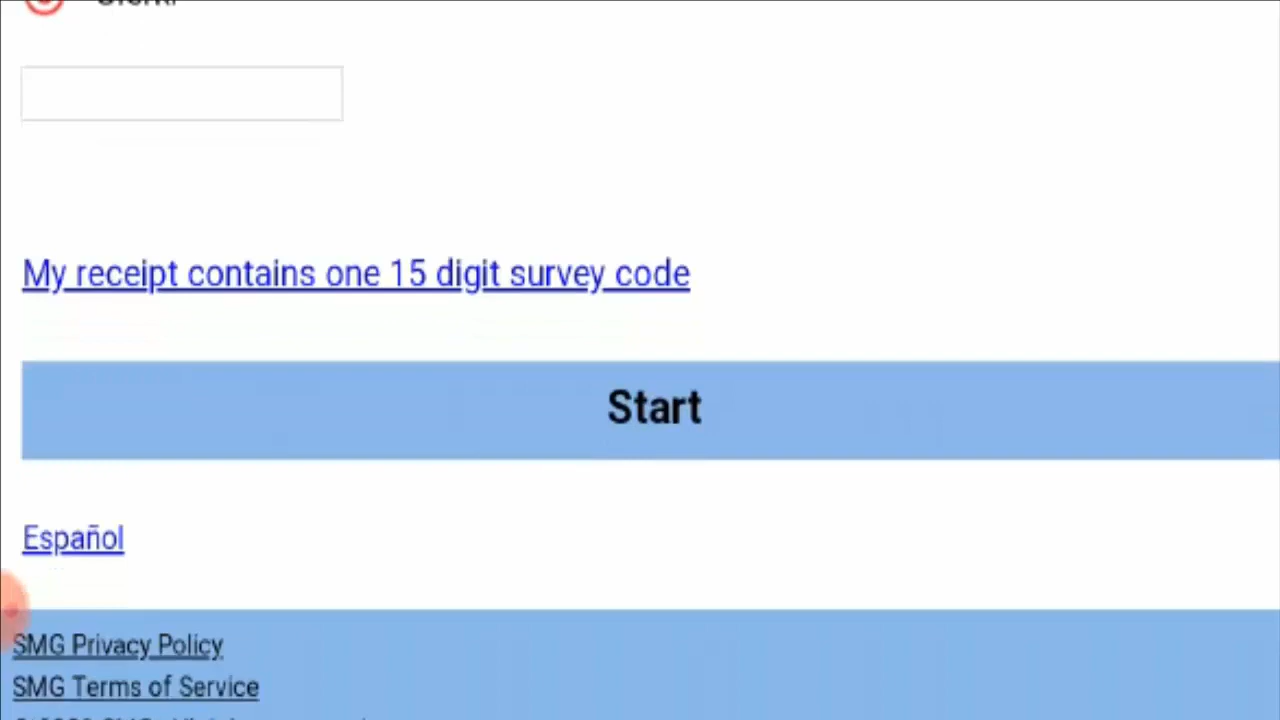 My receipt contains one 15 digit survey code
Start
Español
SMG Privacy Policy
SMG Terms of Service